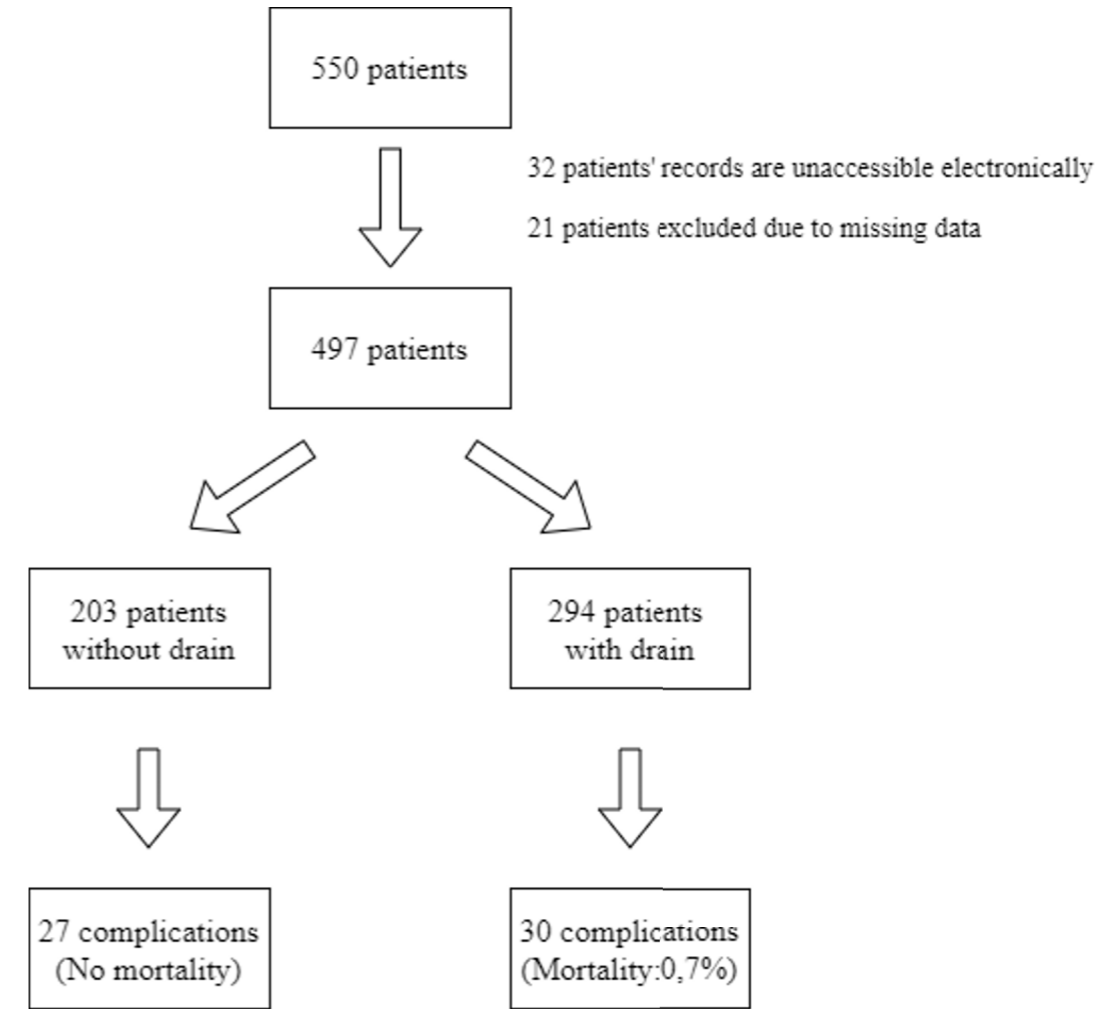 550 patients
32 patients' records are unaccessible electronically
21 patients excluded due to missing data
497 patients
203 patients
without drain
294 patients
with drain
27 complications
(No mortality)
30 complications
(Mortality:0,7%)